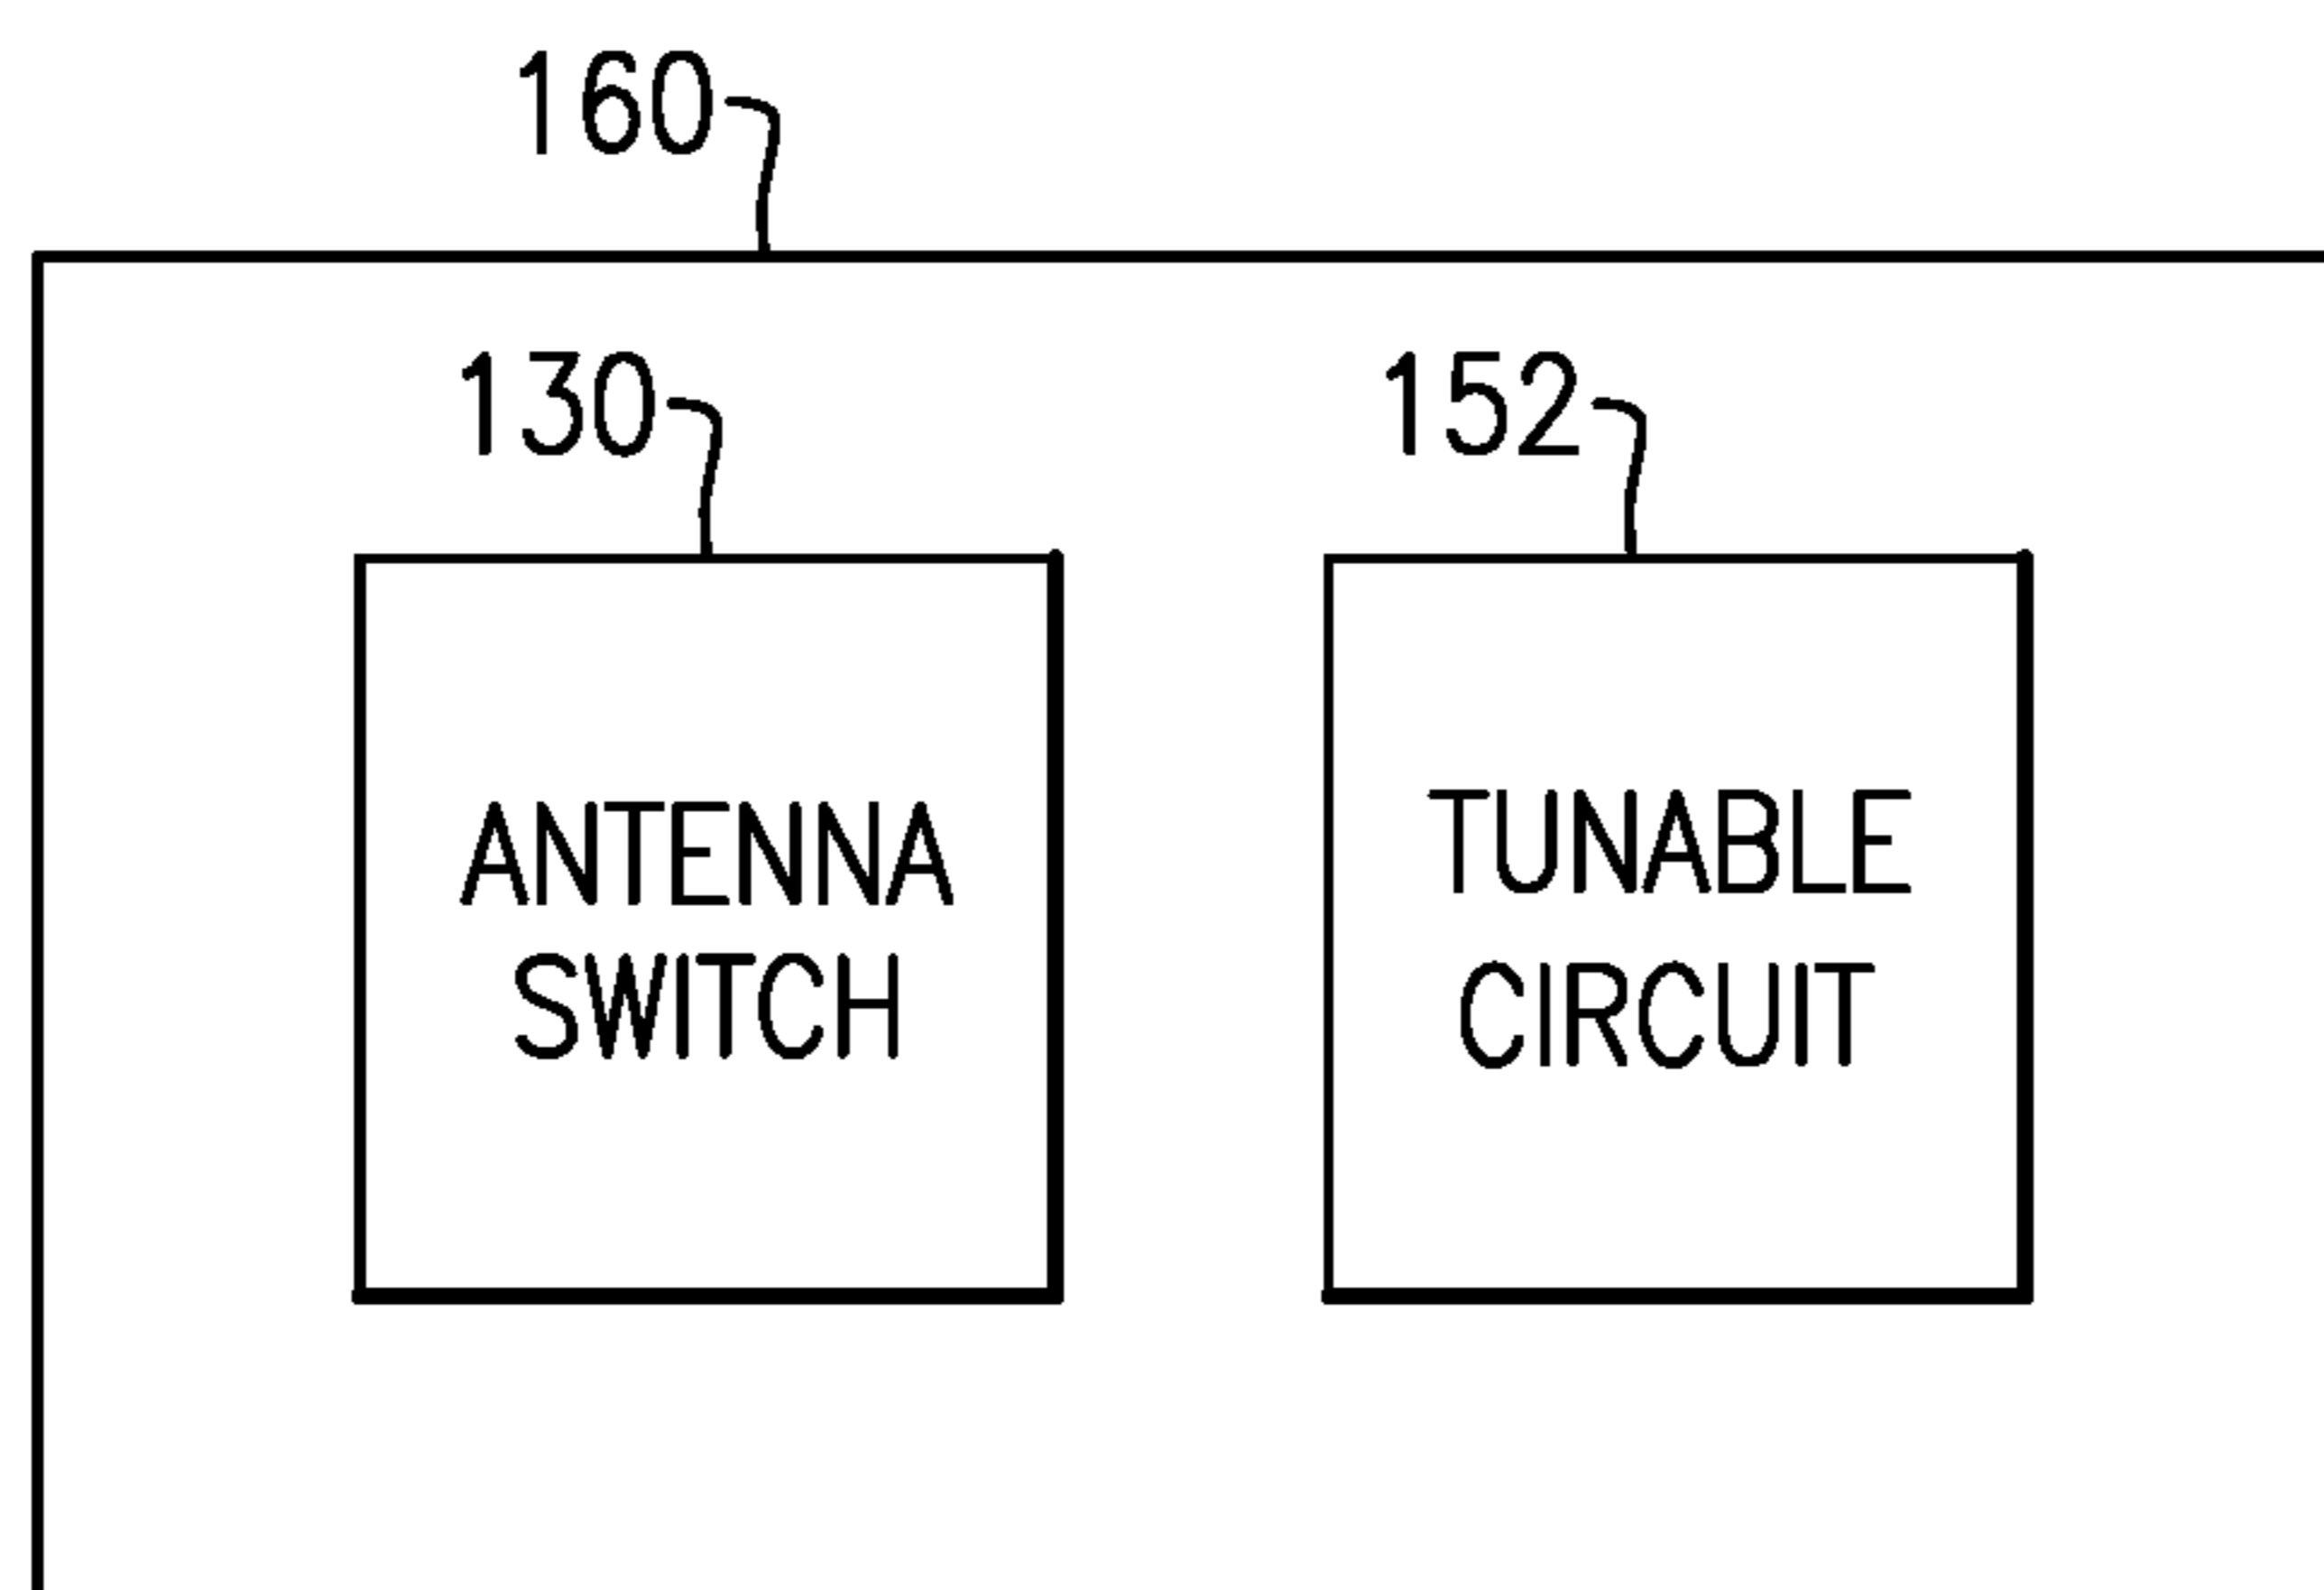 160
130
152
ANTENNA
SWITCH
TUNABLE
CIRCUIT